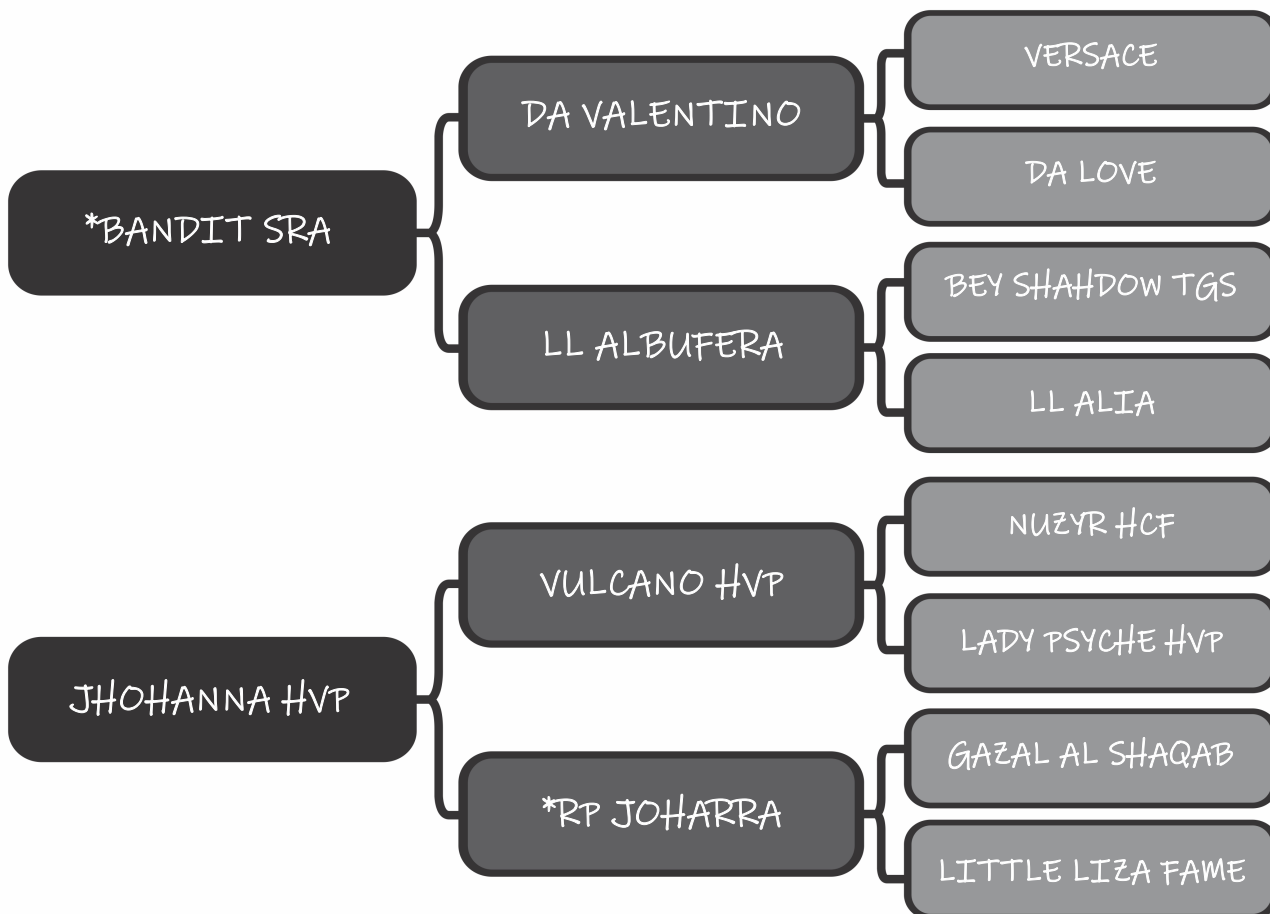 VERSACE
DA VALENTINO
DA LOVE
*BANDIT SRA
BEY SHAHDOW TGS
LL ALBUFERA
LL ALIA
NUZYR HCF
VULCANO HVP
LADY PSYCHE HVP
JHOHANNA HVP
GAZAL AL SHAQAB
*RP JOHARRA
LITTLE LIZA FAME